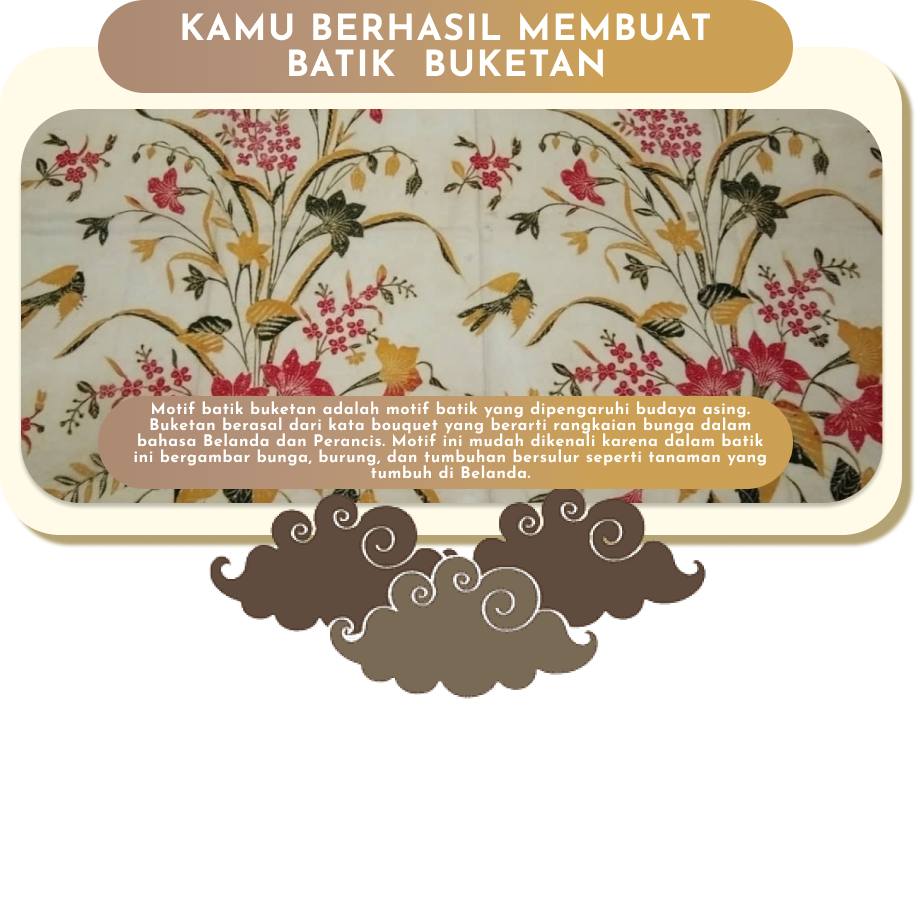 KAMU BERHASIL MEMBUAT
BATIK BUKETAN
Motif batik buketan adalah motif batik yang dipengaruhi budaya asing.
Buketan berasal dari kata bouquet yang berarti rangkaian bunga dalam
bahasa Belanda dan Perancis. Motif ini mudah dikenali karena dalam batik
ini bergambar bunga, burung, dan tumbuhan bersulur seperti tanaman yang
tumbuh di Belanda.